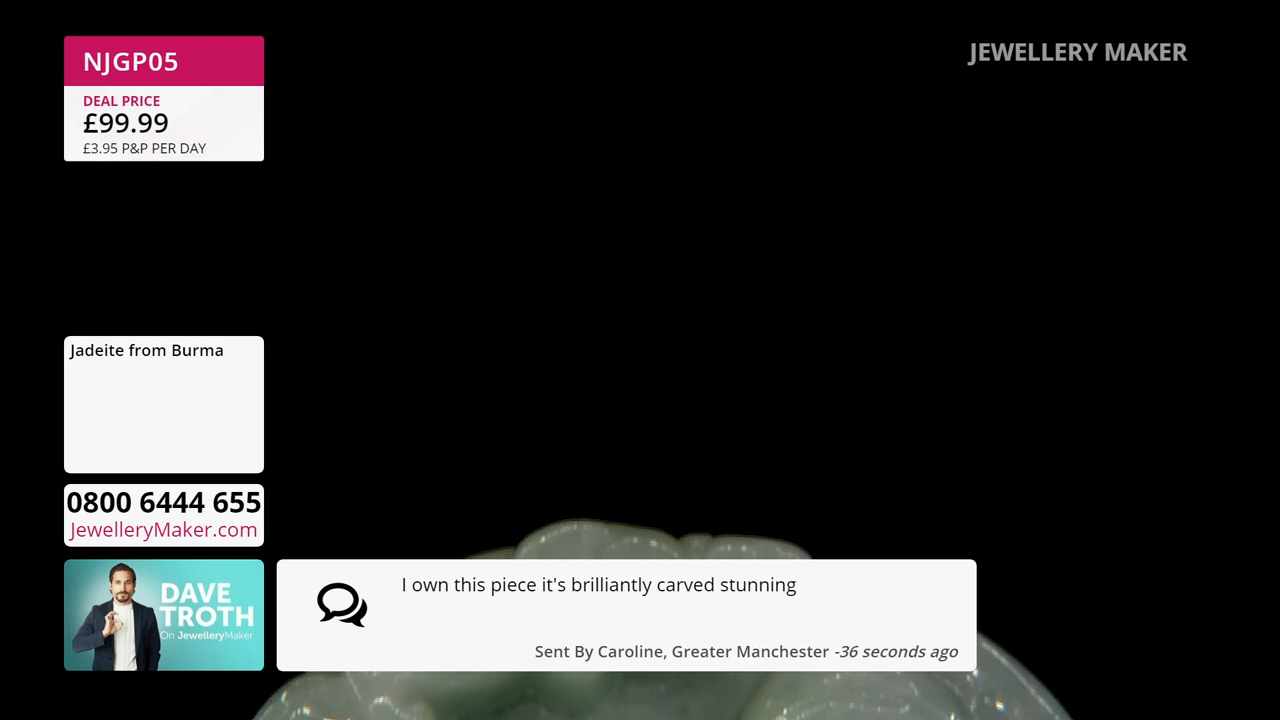 NJGP05
DEAL PRICE
£99.99
£3.95 P&P PER DAY
JEWELLERY MAKER
Jadeite from Burma
0800 6444 655
JewelleryMaker.com
DAVE
TROTH
On JewelleryMaker
I own this piece it's brilliantly carved stunning
Sent By Caroline, Greater Manchester -36 seconds ago